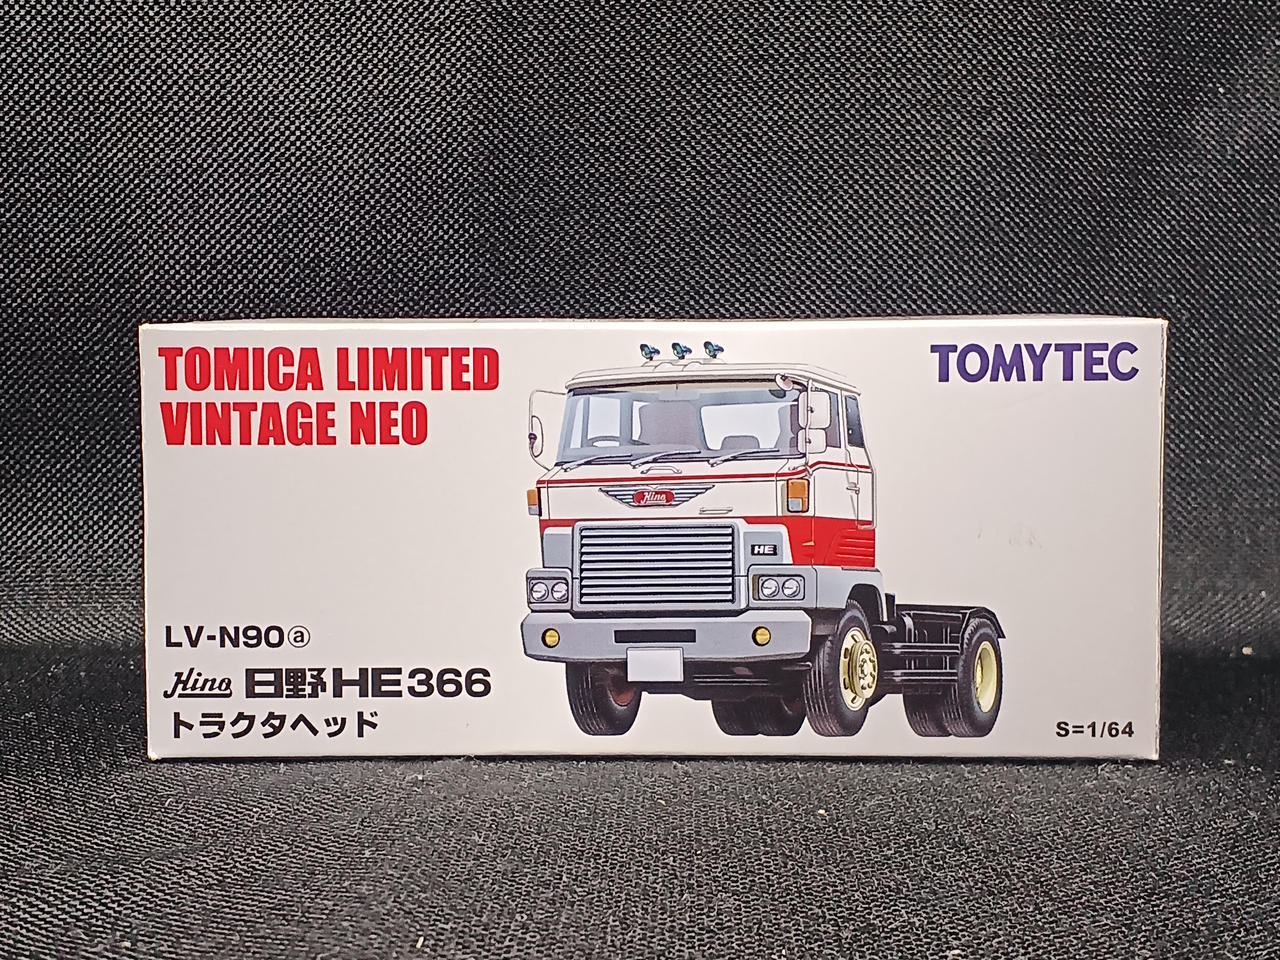 TOMICA LIMITED
VINTAGE NEO
TOMYTEC
Hino
HE
LV-N90ⓐ
Hino 日野HE366
トラクタヘッド
S=1/64